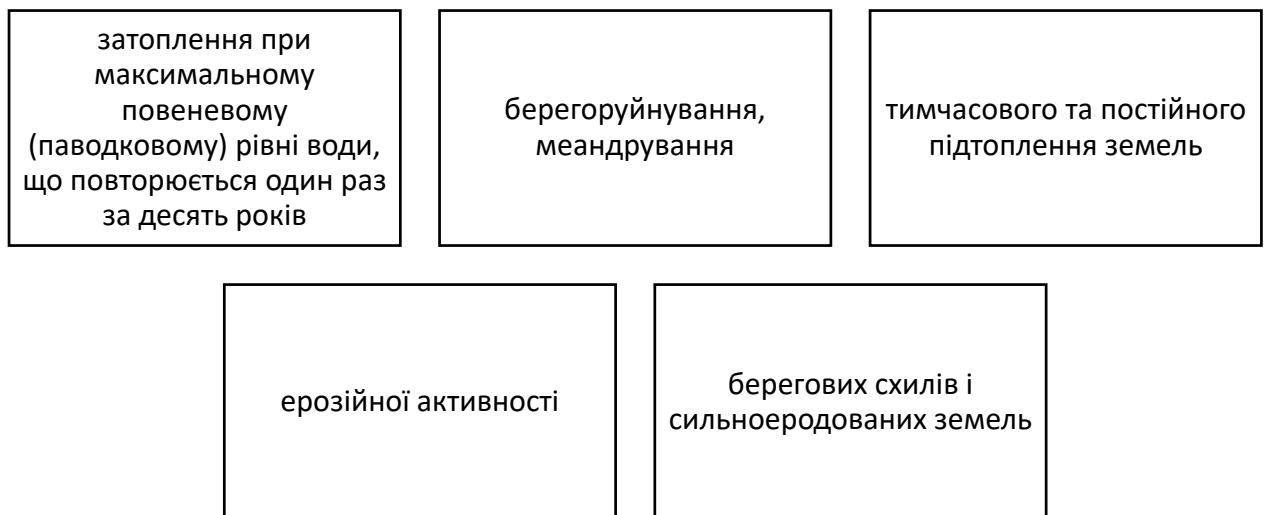 затоплення при
максимальному
повеневому
(паводковому) рівні води,
що повторюється один раз
за десять років
берегоруйнування,
меандрування
тимчасового та постійного
підтоплення земель
ерозійної активності
берегових схилів і
сильноеродованих земель